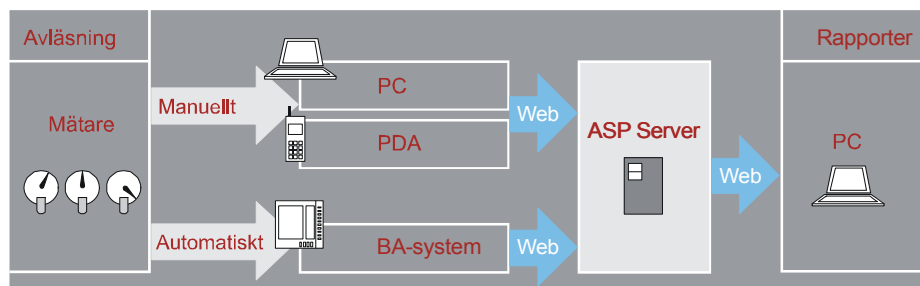 Avläsning
Mätare
Manuellt
Automatiskt
PC
PDA
BA-system
Web
Web
ASP Server
Web
Rapporter
PC